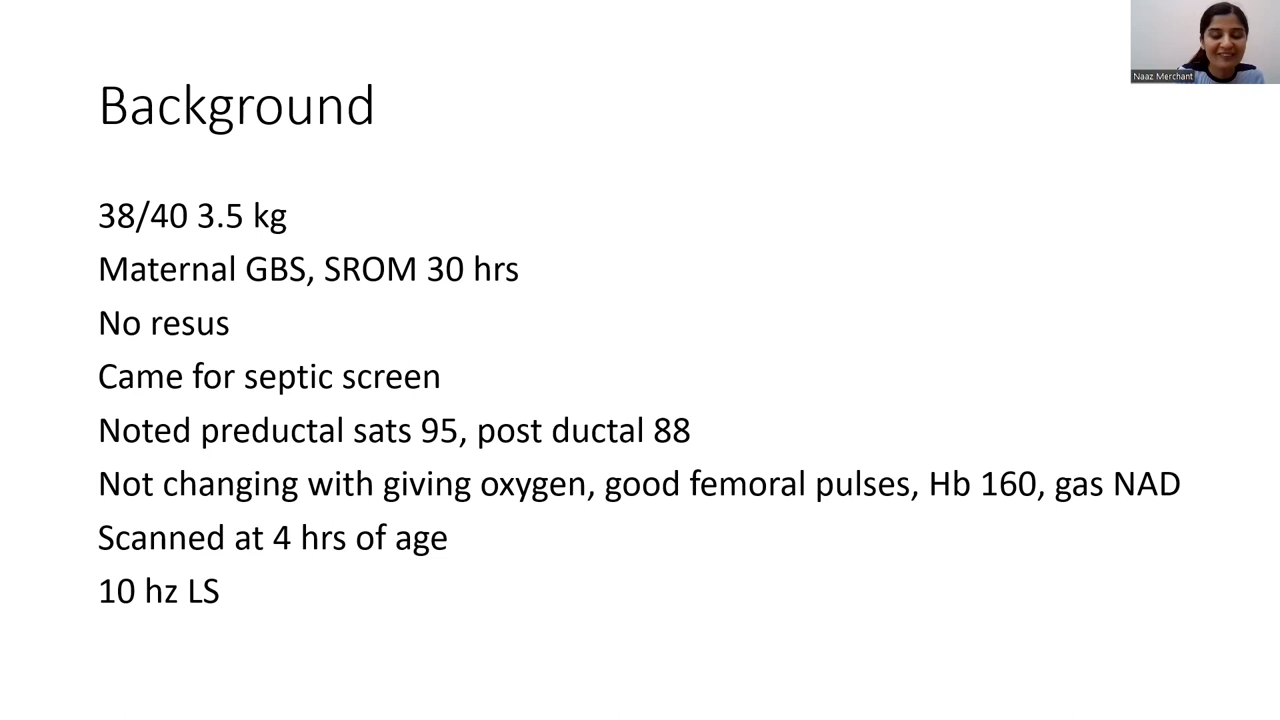 Naaz Merchant
Background
38/40 3.5 kg
Maternal GBS, SROM 30 hrs
No resus
Came for septic screen
Noted preductal sats 95, post ductal 88
Not changing with giving oxygen, good femoral pulses, Hb 160, gas NAD
Scanned at 4 hrs of age
10 hz LS